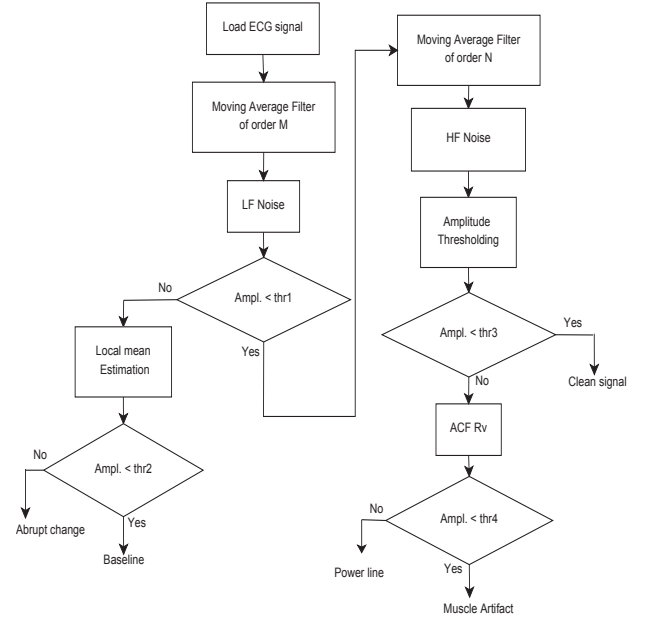 Load ECG signal
Moving Average Filter
of order M
LF Noise
Ampl. < thr1
No
Yes
Local mean
Estimation
Ampl. < thr2
No
Yes
Abrupt change
Baseline
Moving Average Filter
of order N
HF Noise
Amplitude
Thresholding
Ampl. < thr3
Yes
No
Clean signal
ACF Rv
Ampl. < thr4
No
Yes
Power line
Muscle Artifact